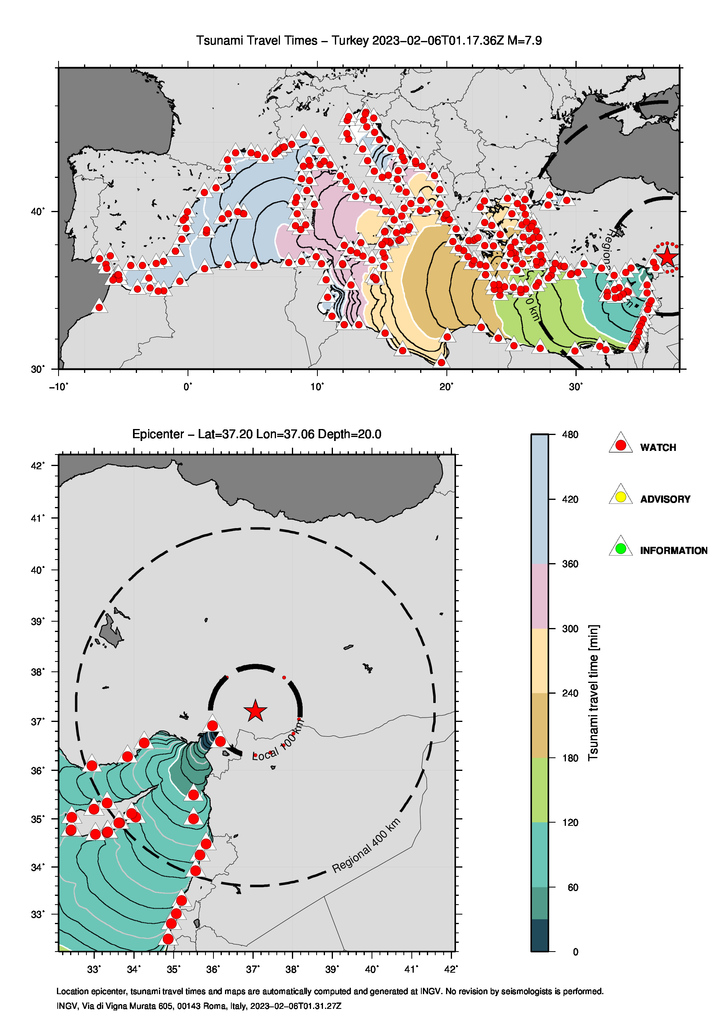 Tsunami Travel Times − Turkey 2023−02−06T01.17.36Z M=7.9
40˚
30˚
−10˚ 0˚ 10˚ 20˚ 30˚
Region
0 km
Epicenter − Lat=37.20 Lon=37.06 Depth=20.0
42˚
41˚
40˚
39˚
38˚
37˚
36˚
35˚
34˚
33˚
33˚ 34˚ 35˚ 36˚ 37˚ 38˚ 39˚ 40˚ 41˚ 42˚
Local 100 km
Regional 400 km
480
420
360
300
240
180
120
60
0
Tsunami travel time [min]
WATCH
ADVISORY
INFORMATION
Location epicenter, tsunami travel times and maps are automatically computed and generated at INGV. No revision by seismologists is performed.
INGV, Via di Vigna Murata 605, 00143 Roma, Italy, 2023−02−06T01.31.27Z